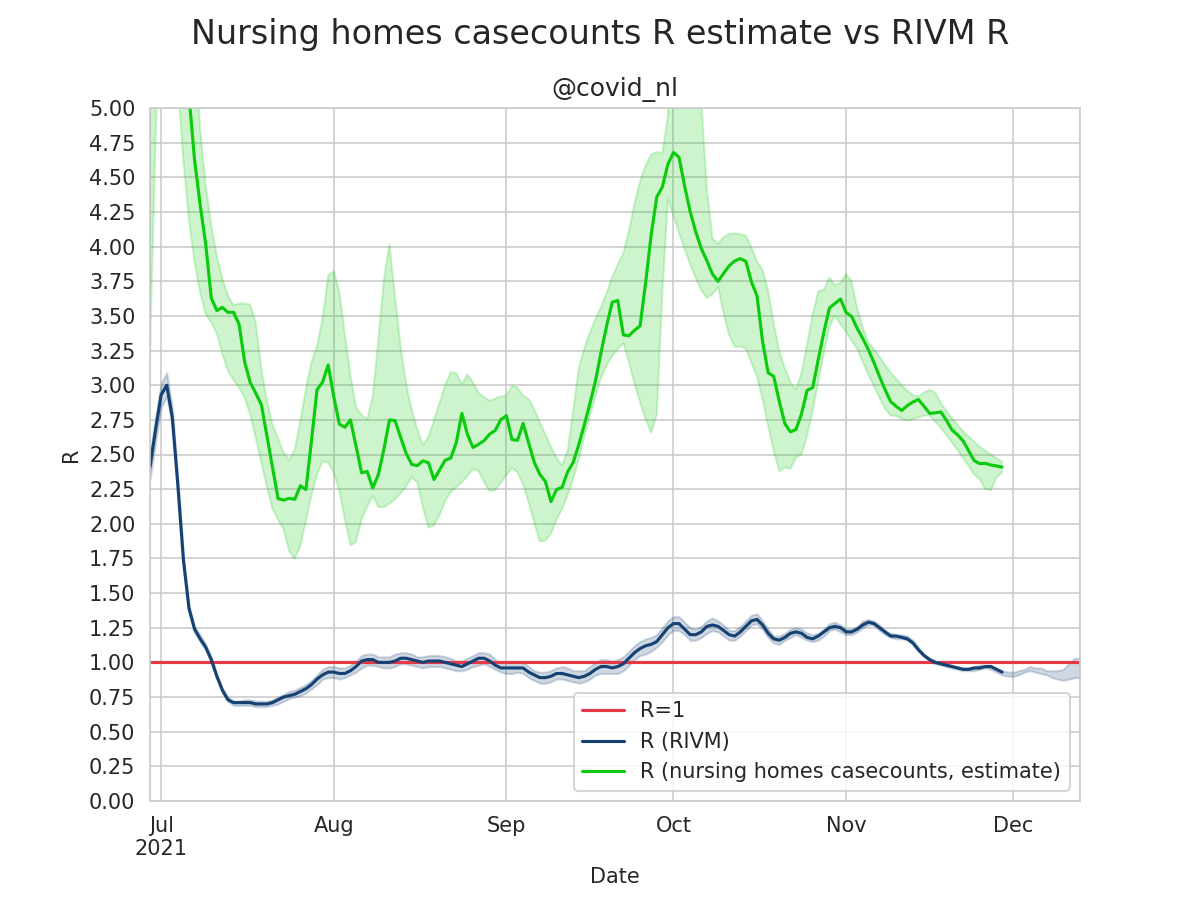 Nursing homes casecounts R estimate vs RIVM R
@covid_nl
5.00
4.75
4.50
4.25
4.00
3.75
3.50
3.25
3.00
2.75
2.50
2.25
2.00
1.75
1.50
1.25
1.00
0.75
0.50
0.25
0.00
R
R=1
R (RIVM)
R (nursing homes casecounts, estimate)
Jul Aug Sep Oct Nov Dec
2021
Date